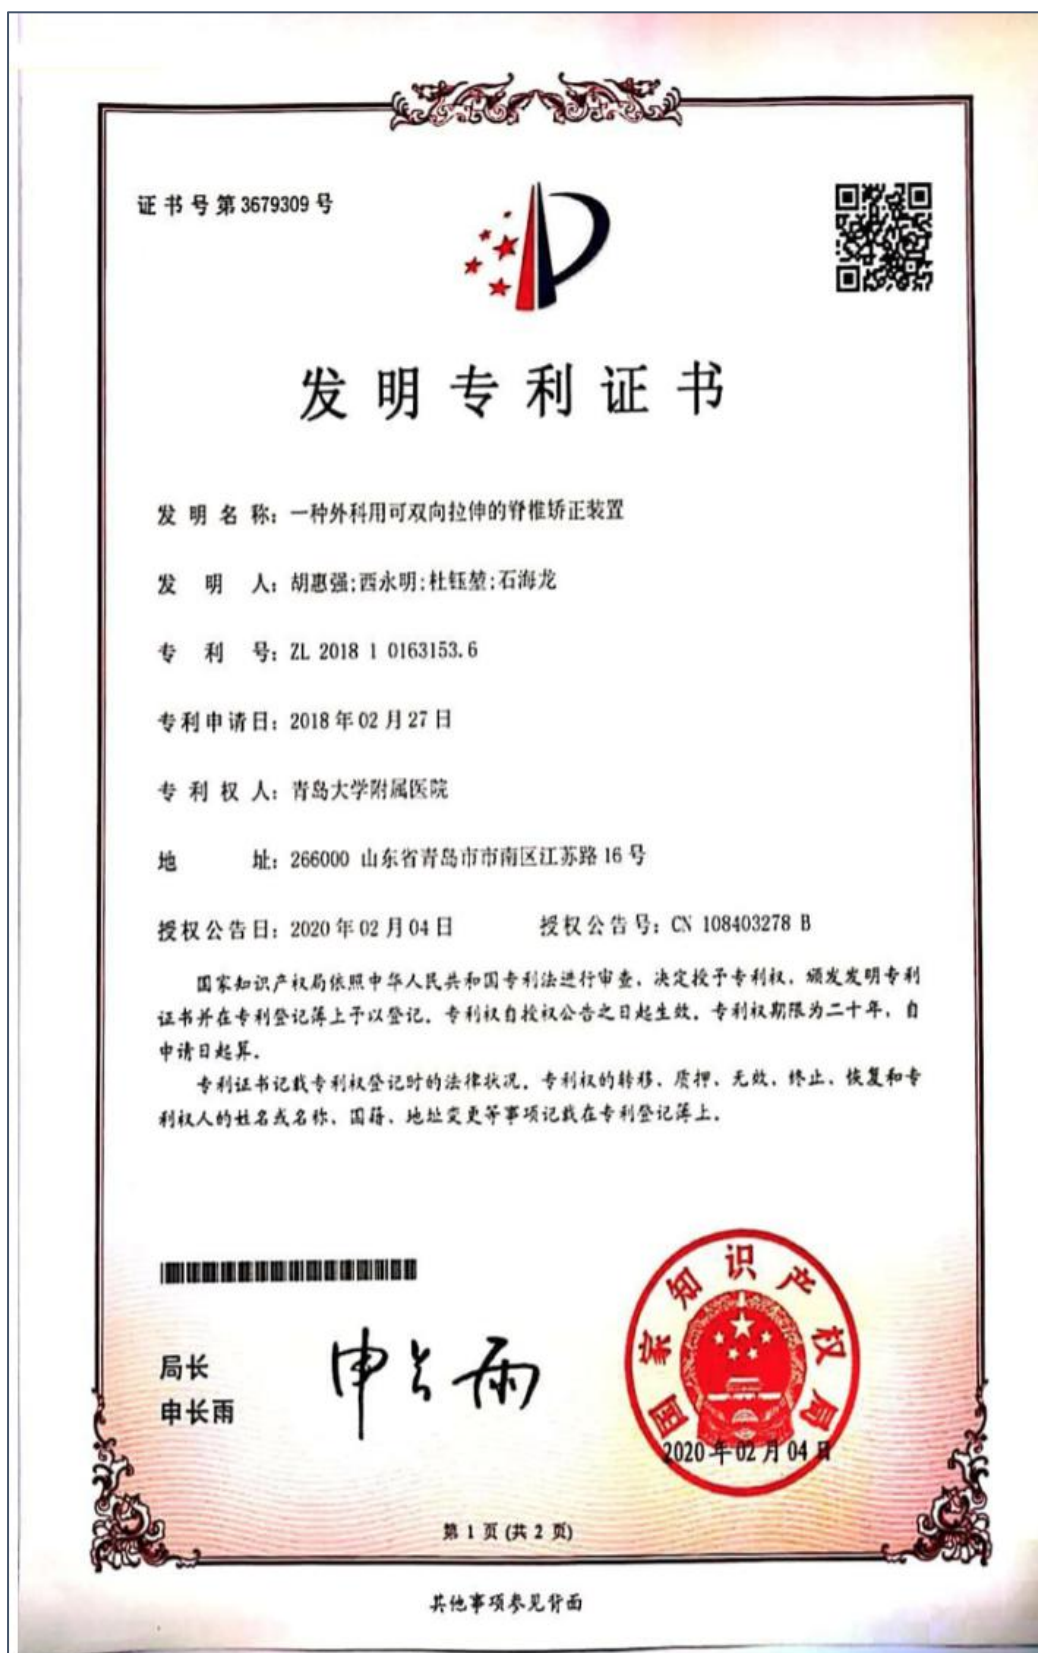 证书号第3679309号
发明专利证书
发明名称：一种外科用可双向拉伸的脊椎矫正装置
发明人：胡惠强;西永明;杜钰堃;石海龙
专利号：ZL 2018 1 0163153.6
专利申请日：2018年02月27日
专利权人：青岛大学附属医院
地址：266000 山东省青岛市市南区江苏路16号
授权公告日：2020年02月04日 授权公告号：CN 108403278 B
国家知识产权局依照中华人民共和国专利法进行审查，决定授予专利权，颁发发明专利
证书并在专利登记簿上予以登记。专利权自授权公告之日起生效。专利权期限为二十年，自
申请日起算。
专利证书记载专利权登记时的法律状况。专利权的转移、质押、无效、终止、恢复和专
利权人的姓名或名称、国籍、地址变更等事项记载在专利登记簿上。
局长
申长雨
申长雨
国家知识产权局
2020年02月04日
第 1 页 (共 2 页)
其他事项参见背面